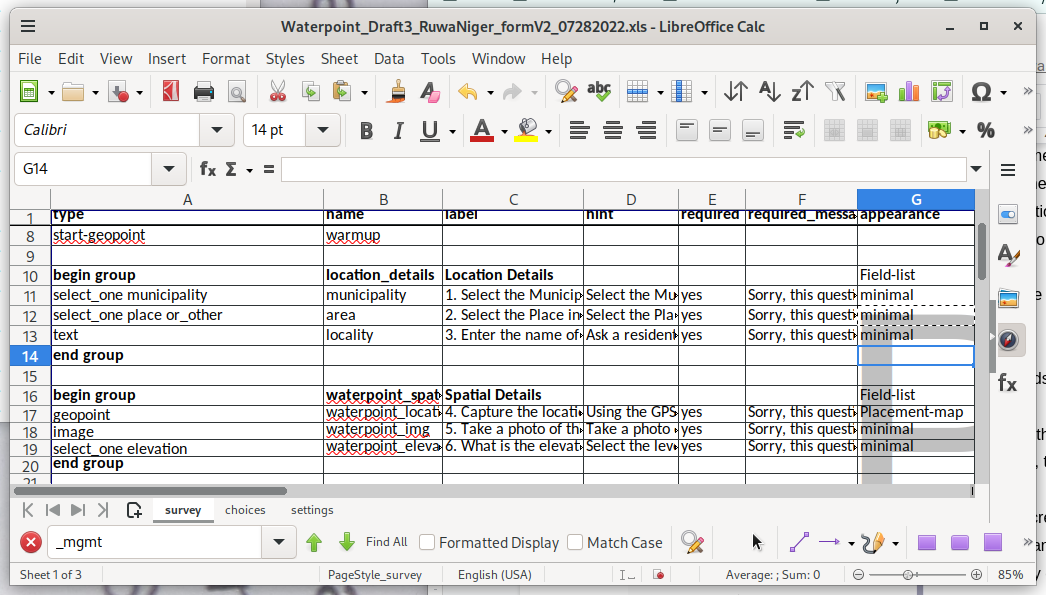 Waterpoint_Draft3_RuwaNiger_formV2_07282022.xls - LibreOffice Calc
File Edit View Insert Format Styles Sheet Data Tools Window Help
Calibri 14 pt B I U A %
G14 fx Σ =
A B C D E F G
1 type name label hint required required_messa appearance
8 start-geopoint warmup
9
10 begin group location_details Location Details Field-list
11 select_one municipality municipality 1. Select the Municip Select the Mu yes Sorry, this questi minimal
12 select_one place or_other area 2. Select the Place in Select the Pla yes Sorry, this questi minimal
13 text locality 3. Enter the name of Ask a resident yes Sorry, this questi minimal
14 end group
15
16 begin group waterpoint_spat Spatial Details Field-list
17 geopoint waterpoint_locati 4. Capture the locati Using the GPS yes Sorry, this questi Placement-map
18 image waterpoint_img 5. Take a photo of th Take a photo yes Sorry, this questi minimal
19 select_one elevation waterpoint_eleva 6. What is the elevat Select the lev yes Sorry, this questi minimal
20 end group
21
survey choices settings
_mgmt Find All Formatted Display Match Case
Sheet 1 of 3 PageStyle_survey English (USA) Average: ; Sum: 0 85%